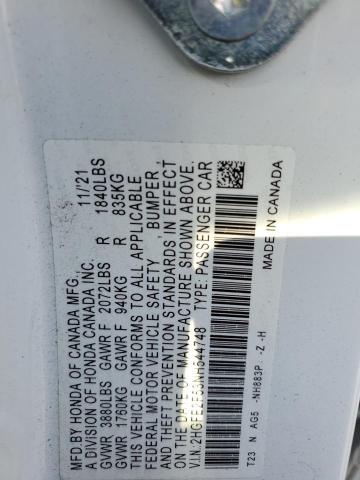 MFD.BY HONDA OF CANADA MFG. 11/'21
A DIVISION OF HONDA CANADA INC.
GVWR 3880LBS GAWR F 2072LBS R 1840LBS
GVWR 1760KG GAWR F 940KG R 835KG
THIS VEHICLE CONFORMS TO ALL APPLICABLE
FEDERAL MOTOR VEHICLE SAFETY , BUMPER ,
AND THEFT PREVENTION STANDARDS IN EFFECT
ON THE DATE OF MANUFACTURE SHOWN ABOVE.
V.I.N.: TYPE: PASSENGER CAR
T23 N AG5 -NH883P. -Z -H
MADE IN CANADA